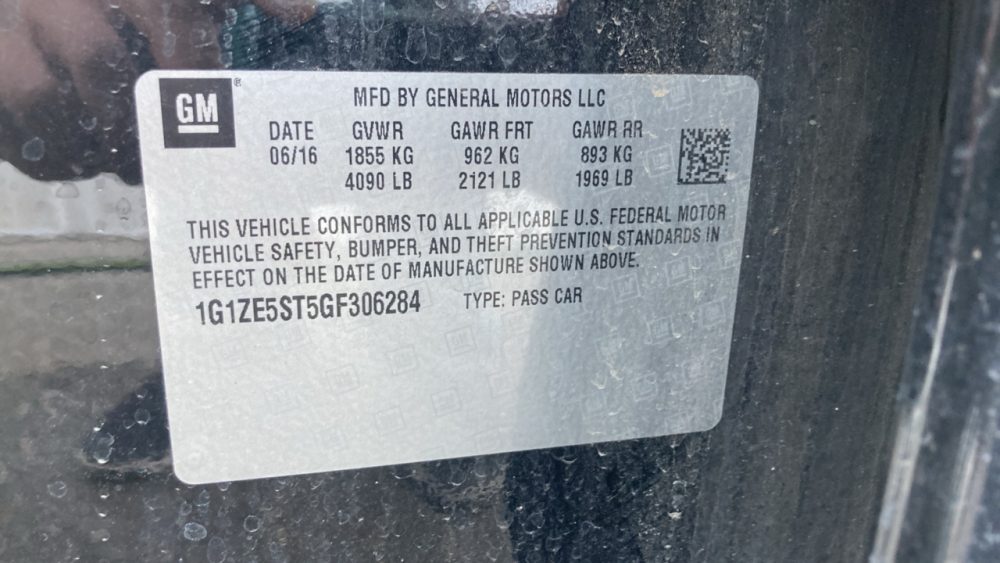 GM ®
MFD BY GENERAL MOTORS LLC
DATE GVWR GAWR FRT GAWR RR
06/16 1855 KG 962 KG 893 KG
4090 LB 2121 LB 1969 LB
THIS VEHICLE CONFORMS TO ALL APPLICABLE U.S. FEDERAL MOTOR
VEHICLE SAFETY, BUMPER, AND THEFT PREVENTION STANDARDS IN
EFFECT ON THE DATE OF MANUFACTURE SHOWN ABOVE.
1G1ZE5ST5GF306284 TYPE: PASS CAR